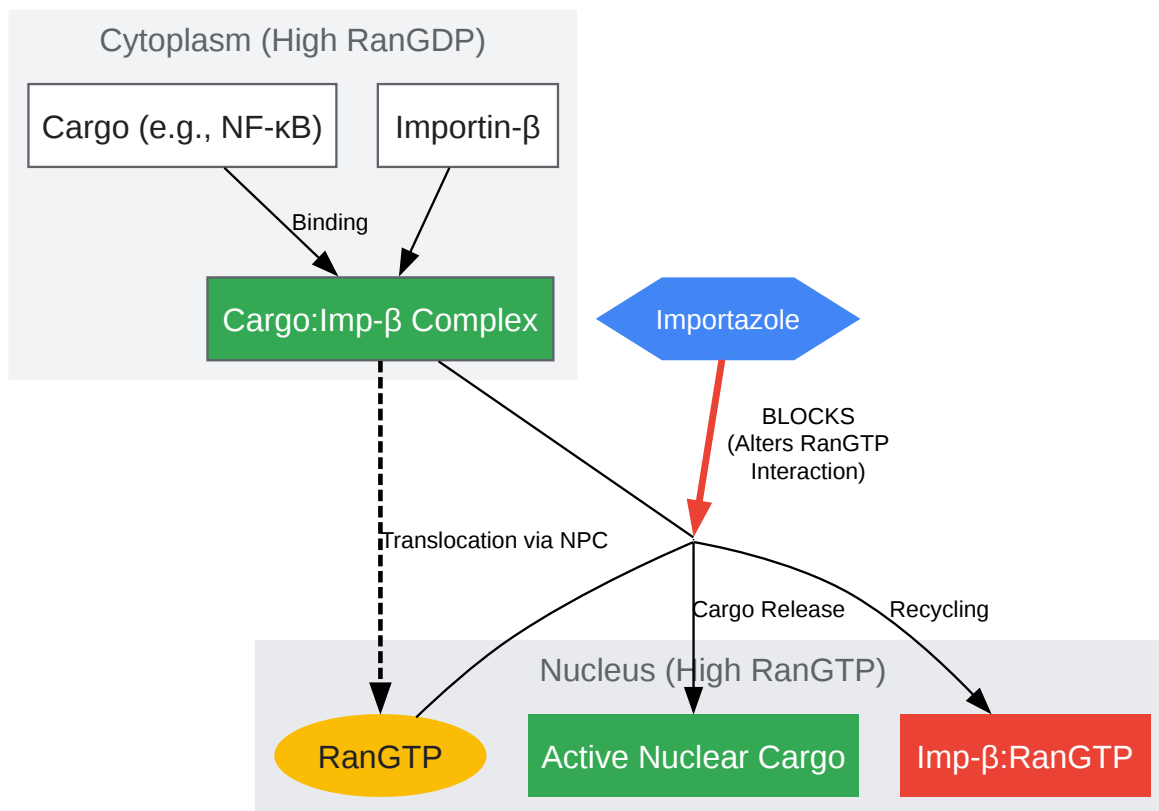 Cytoplasm (High RanGDP)
Cargo (e.g., NF-κB)
Importin-β
Binding
Cargo:Imp-β Complex
Importazole
BLOCKS
(Alters RanGTP
Interaction)
Translocation via NPC
Cargo Release
Recycling
Nucleus (High RanGTP)
RanGTP
Active Nuclear Cargo
Imp-β:RanGTP